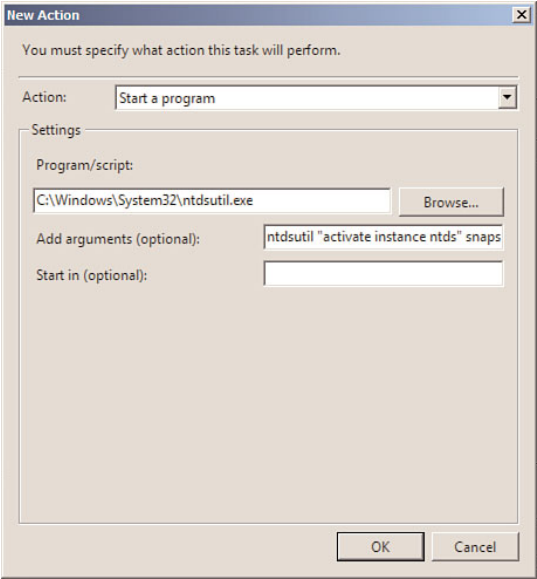 New Action
You must specify what action this task will perform.
Action: Start a program
Settings
Program/script:
C:\Windows\System32\ntdsutil.exe Browse...
Add arguments (optional): ntdsutil "activate instance ntds" snaps
Start in (optional):
OK Cancel